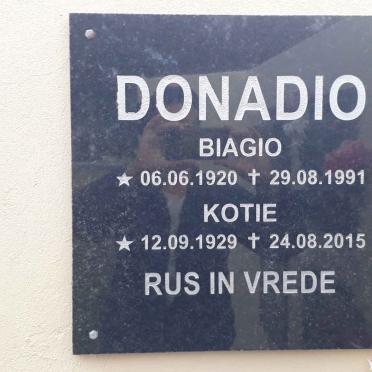 DONADIO
BIAGIO
★ 06.06.1920 ✝ 29.08.1991
KOTIE
★ 12.09.1929 ✝ 24.08.2015
RUS IN VREDE